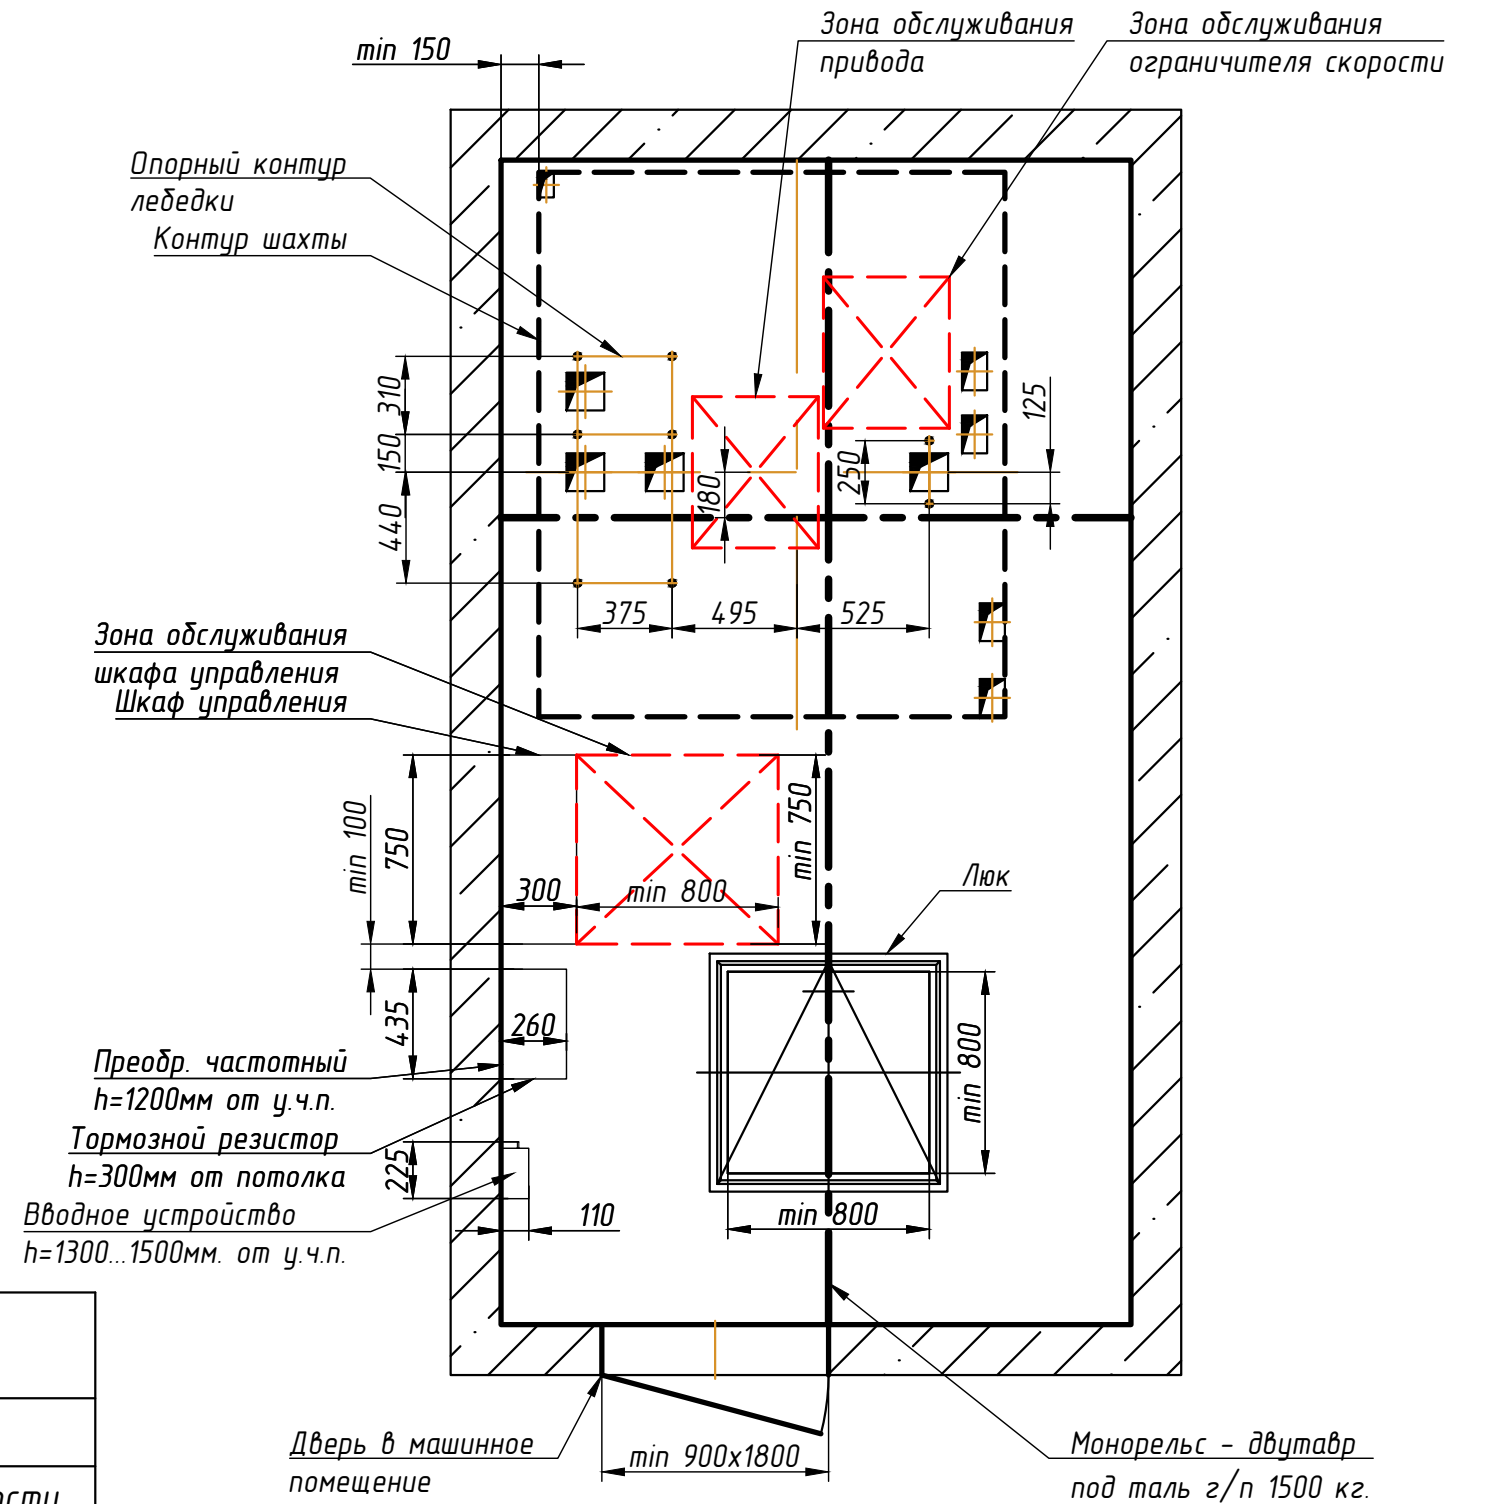 Зона обслуживания
привода
Зона обслуживания
ограничителя скорости
min 150
Опорный контур
лебедки
Контур шахты
310
150
440
125
250
180
375
495
525
Зона обслуживания
шкафа управления
Шкаф управления
min 100
750
min 750
300
min 800
Люк
435
260
min 800
Преобр. частотный
h=1200мм от у.ч.п.
Тормозной резистор
h=300мм от потолка
225
Вводное устройство
h=1300...1500мм. от у.ч.п.
110
min 800
Дверь в машинное
помещение
min 900x1800
Монорельс - двутавр
под таль г/п 1500 кг.